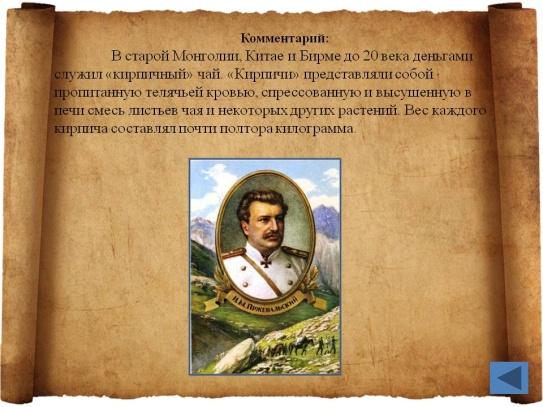 Комментарий:
В старой Монголии, Китае и Бирме до 20 века деньгами
служил «кирпичный» чай. «Кирпичи» представляли собой -
пропитанную телячьей кровью, спрессованную и высушенную в
печи смесь листьев чая и некоторых других растений. Вес каждого
кирпича составлял почти полтора килограмма.
Н.М. Пржевальский